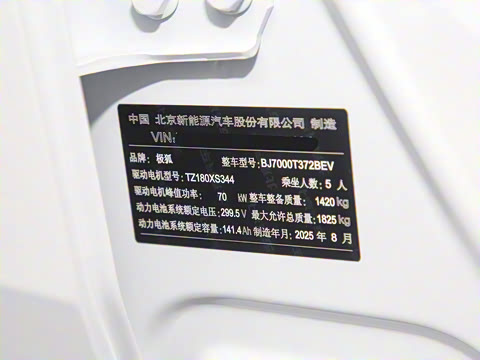 中国 北京新能源汽车股份有限公司 制造
VIN:
品牌：极狐 整车型号：BJ7000T372BEV
驱动电机型号：TZ180XS344 乘坐人数：5 人
驱动电机峰值功率： 70 kW 整车整备质量： 1420 kg
动力电池系统额定电压：299.5 V 最大允许总质量：1825 kg
动力电池系统额定容量：141.4 Ah 制造年月：2025 年 8 月